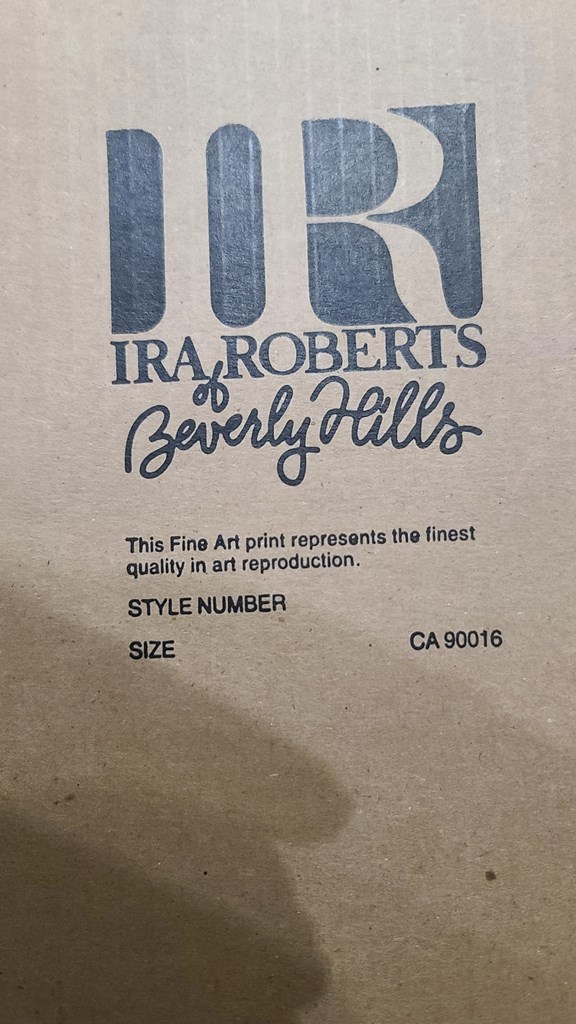 IR
IRA of ROBERTS
Beverly Hills
This Fine Art print represents the finest
quality in art reproduction.
STYLE NUMBER
SIZE CA 90016